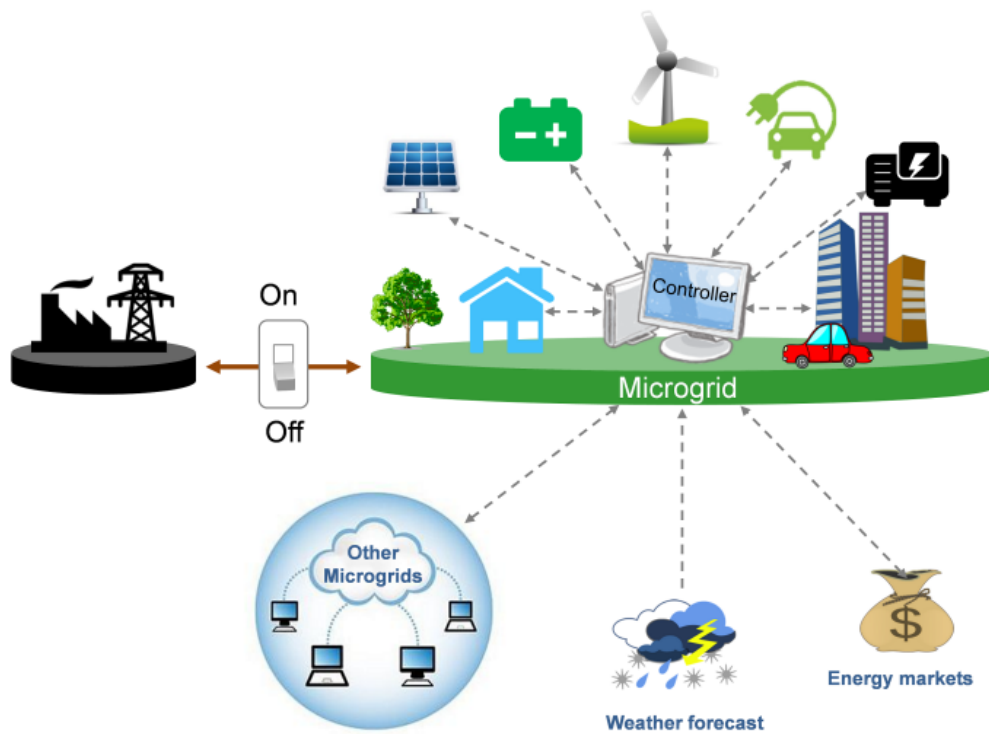 On
Off
Controller
Microgrid
Other
Microgrids
Weather forecast
$
Energy markets